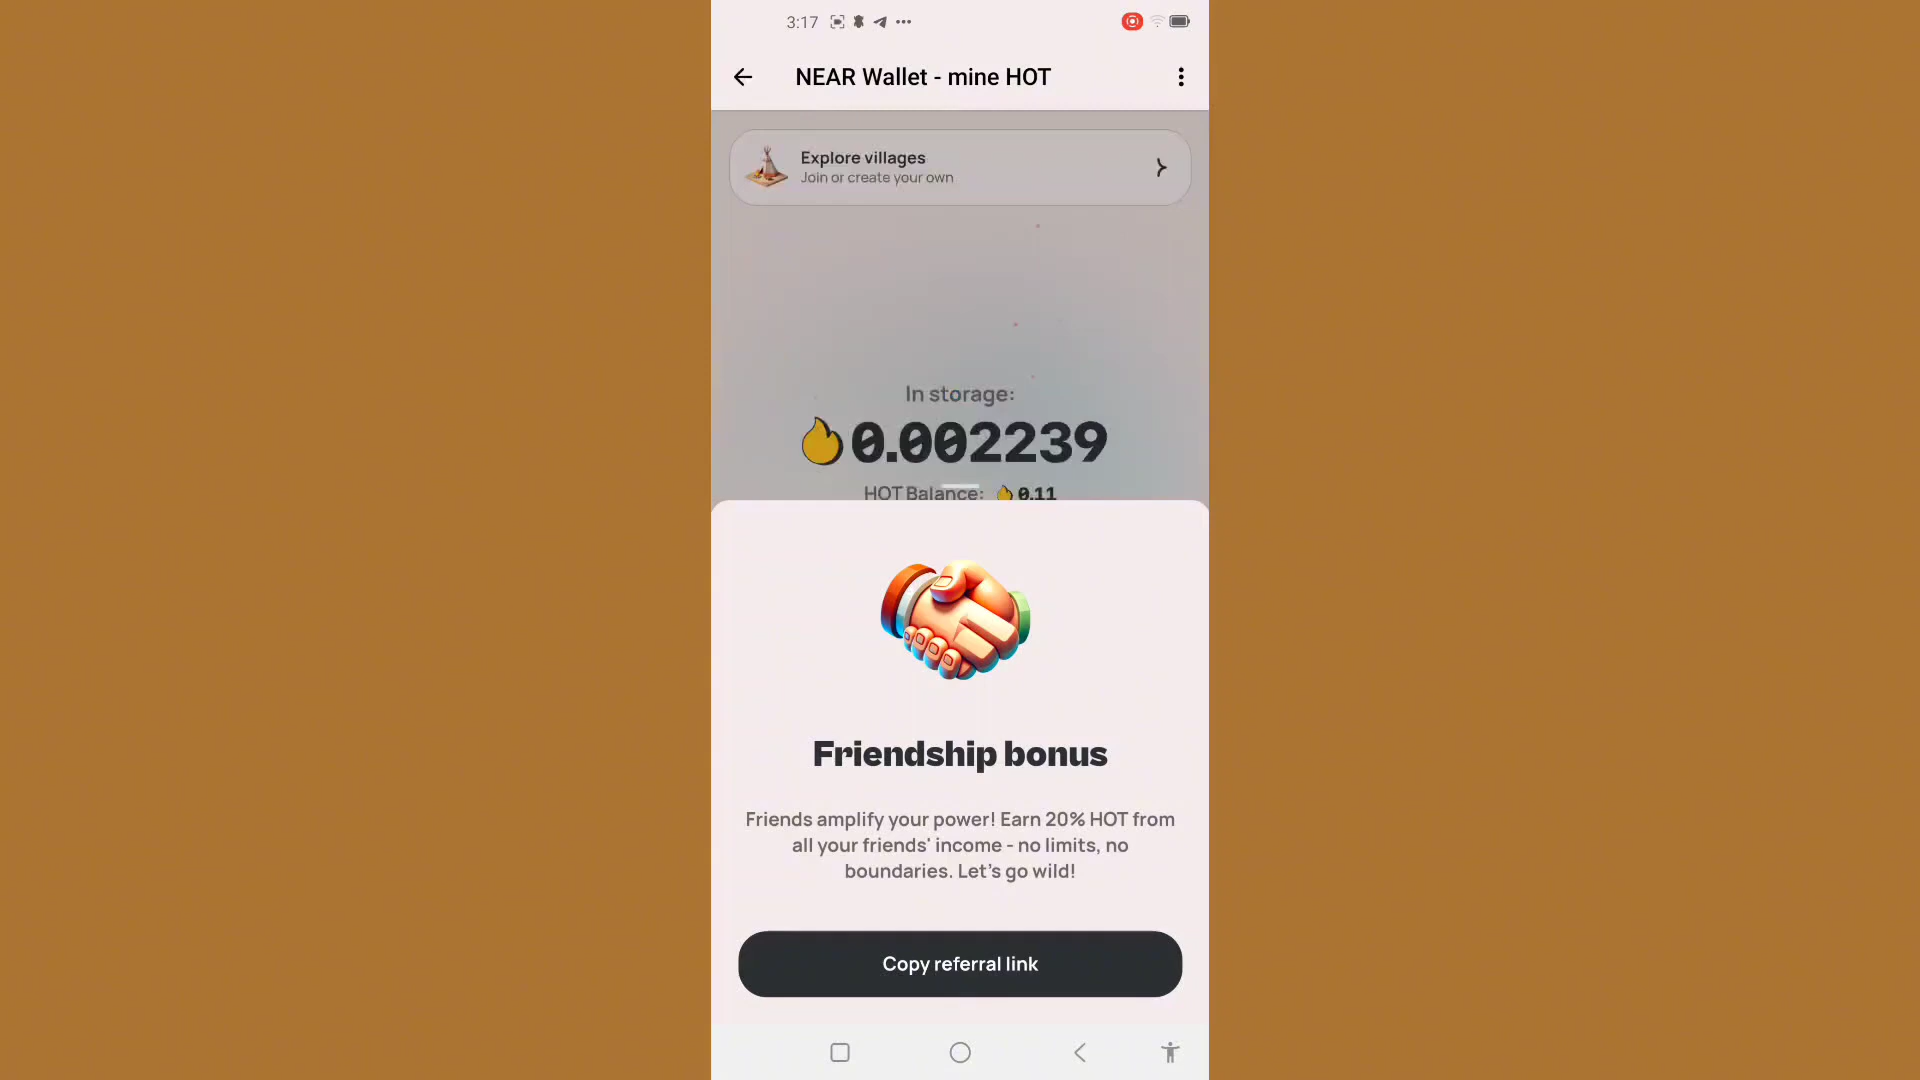 3:17
NEAR Wallet - mine HOT
Explore villages
Join or create your own
In storage:
0.002239
HOT Balance: 0.11
Friendship bonus
Friends amplify your power! Earn 20% HOT from
all your friends' income - no limits, no
boundaries. Let's go wild!
Copy referral link